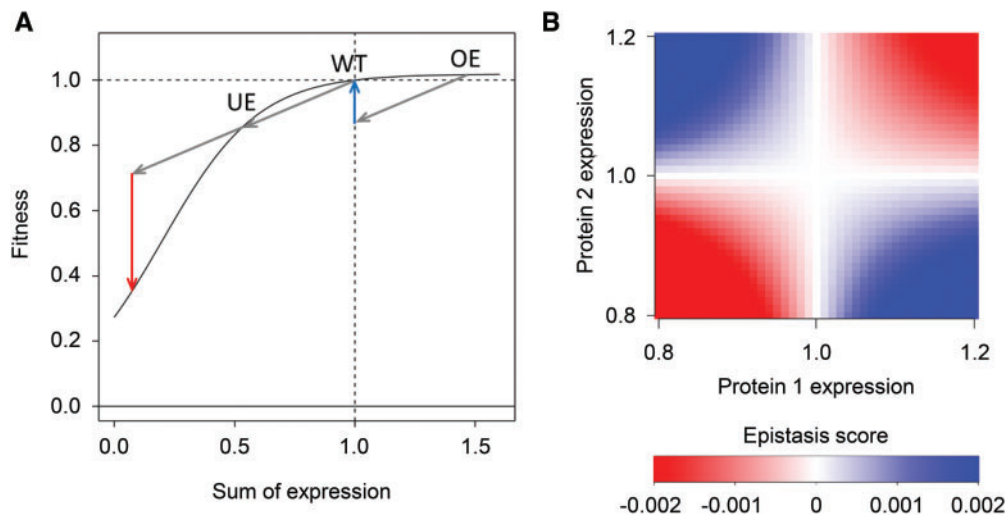 A
WT
OE
UE
1.0
0.8
0.6
0.4
0.2
0.0
Fitness
0.0
0.5
1.0
1.5
Sum of expression
B
1.2
1.0
0.8
Protein 2 expression
0.8
1.0
1.2
Protein 1 expression
Epistasis score
-0.002
-0.001
0
0.001
0.002